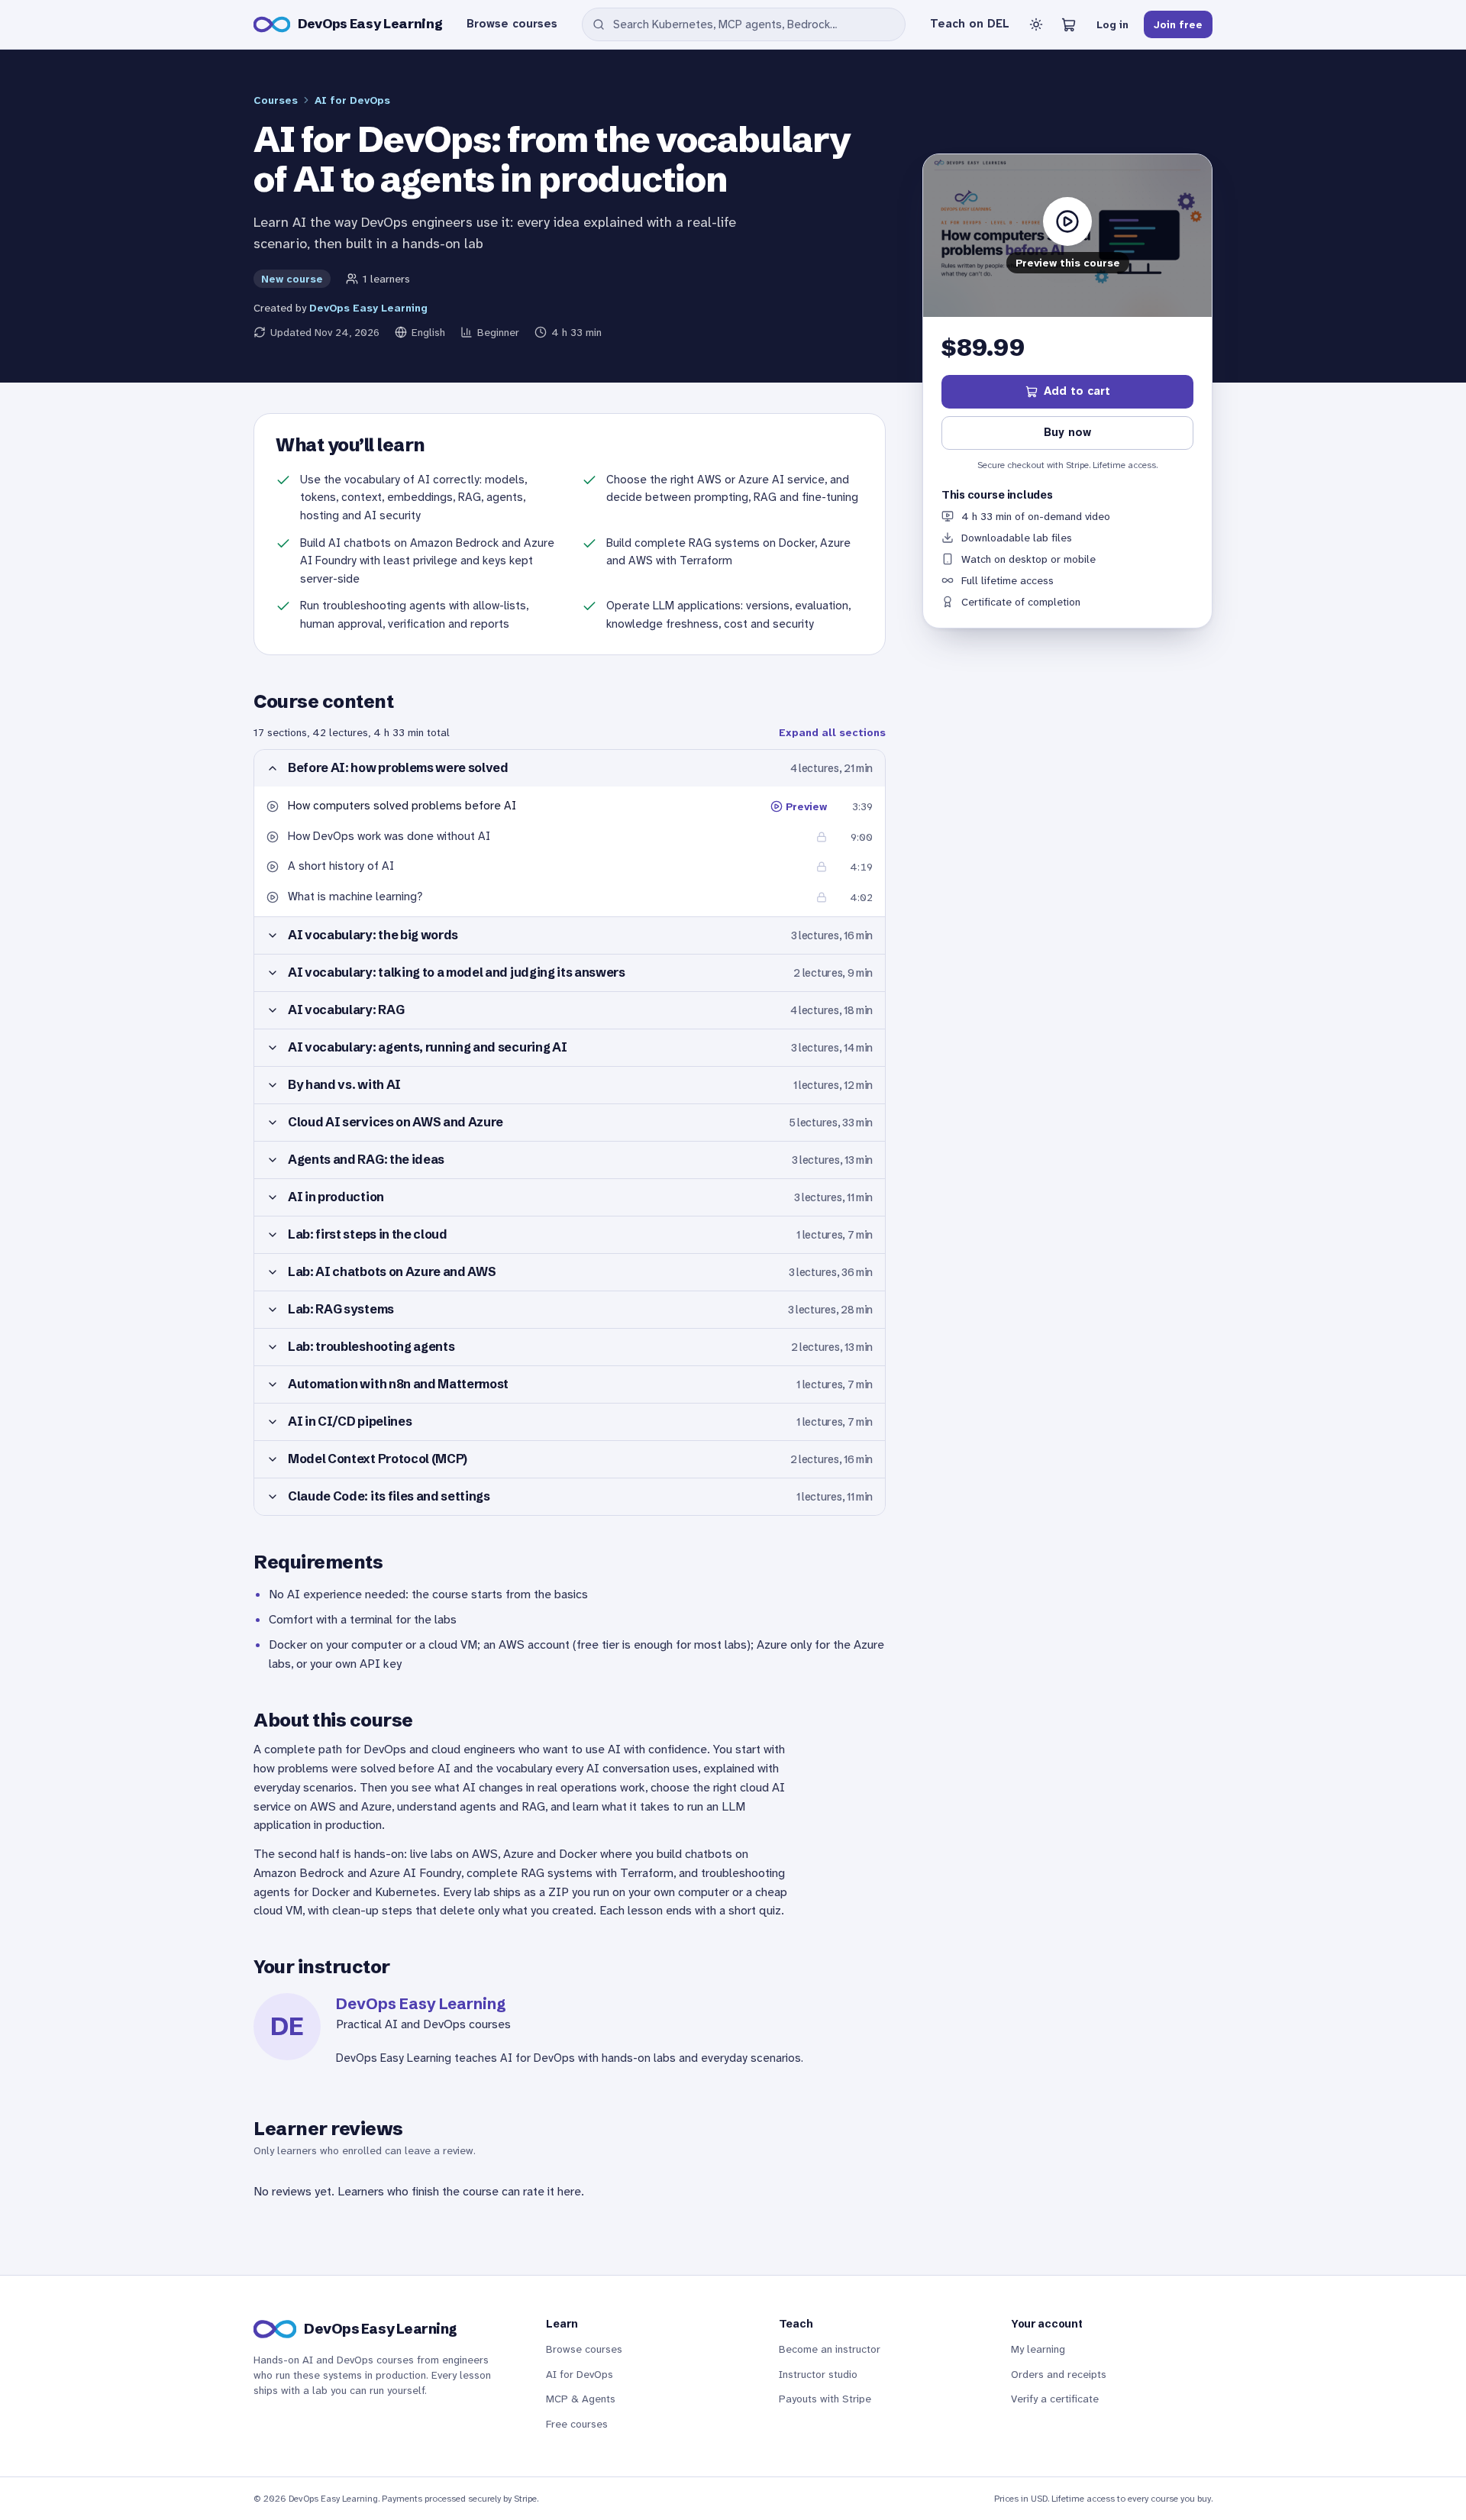 DevOps Easy Learning
Browse courses
Search Kubernetes, MCP agents, Bedrock...
Teach on DEL
Log in
Join free
Courses
AI for DevOps
AI for DevOps: from the vocabulary
of AI to agents in production
Learn AI the way DevOps engineers use it: every idea explained with a real-life
scenario, then built in a hands-on lab
New course
1 learners
Created by DevOps Easy Learning
Updated Nov 24, 2026
English
Beginner
4 h 33 min
DEVOPS EASY LEARNING
Preview this course
$89.99
Add to cart
Buy now
Secure checkout with Stripe. Lifetime access.
This course includes
4 h 33 min of on-demand video
Downloadable lab files
Watch on desktop or mobile
Full lifetime access
Certificate of completion
What you’ll learn
Use the vocabulary of AI correctly: models,
tokens, context, embeddings, RAG, agents,
hosting and AI security
Choose the right AWS or Azure AI service, and
decide between prompting, RAG and fine-tuning
Build AI chatbots on Amazon Bedrock and Azure
AI Foundry with least privilege and keys kept
server-side
Build complete RAG systems on Docker, Azure
and AWS with Terraform
Run troubleshooting agents with allow-lists,
human approval, verification and reports
Operate LLM applications: versions, evaluation,
knowledge freshness, cost and security
Course content
17 sections, 42 lectures, 4 h 33 min total
Expand all sections
Before AI: how problems were solved
4 lectures, 21 min
How computers solved problems before AI
Preview
3:39
How DevOps work was done without AI
9:00
A short history of AI
4:19
What is machine learning?
4:02
AI vocabulary: the big words
3 lectures, 16 min
AI vocabulary: talking to a model and judging its answers
2 lectures, 9 min
AI vocabulary: RAG
4 lectures, 18 min
AI vocabulary: agents, running and securing AI
3 lectures, 14 min
By hand vs. with AI
1 lectures, 12 min
Cloud AI services on AWS and Azure
5 lectures, 33 min
Agents and RAG: the ideas
3 lectures, 13 min
AI in production
3 lectures, 11 min
Lab: first steps in the cloud
1 lectures, 7 min
Lab: AI chatbots on Azure and AWS
3 lectures, 36 min
Lab: RAG systems
3 lectures, 28 min
Lab: troubleshooting agents
2 lectures, 13 min
Automation with n8n and Mattermost
1 lectures, 7 min
AI in CI/CD pipelines
1 lectures, 7 min
Model Context Protocol (MCP)
2 lectures, 16 min
Claude Code: its files and settings
1 lectures, 11 min
Requirements
No AI experience needed: the course starts from the basics
Comfort with a terminal for the labs
Docker on your computer or a cloud VM; an AWS account (free tier is enough for most labs); Azure only for the Azure
labs, or your own API key
About this course
A complete path for DevOps and cloud engineers who want to use AI with confidence. You start with
how problems were solved before AI and the vocabulary every AI conversation uses, explained with
everyday scenarios. Then you see what AI changes in real operations work, choose the right cloud AI
service on AWS and Azure, understand agents and RAG, and learn what it takes to run an LLM
application in production.
The second half is hands-on: live labs on AWS, Azure and Docker where you build chatbots on
Amazon Bedrock and Azure AI Foundry, complete RAG systems with Terraform, and troubleshooting
agents for Docker and Kubernetes. Every lab ships as a ZIP you run on your own computer or a cheap
cloud VM, with clean-up steps that delete only what you created. Each lesson ends with a short quiz.
Your instructor
DE
DevOps Easy Learning
Practical AI and DevOps courses
DevOps Easy Learning teaches AI for DevOps with hands-on labs and everyday scenarios.
Learner reviews
Only learners who enrolled can leave a review.
No reviews yet. Learners who finish the course can rate it here.
DevOps Easy Learning
Hands-on AI and DevOps courses from engineers
who run these systems in production. Every lesson
ships with a lab you can run yourself.
Learn
Browse courses
AI for DevOps
MCP & Agents
Free courses
Teach
Become an instructor
Instructor studio
Payouts with Stripe
Your account
My learning
Orders and receipts
Verify a certificate
© 2026 DevOps Easy Learning. Payments processed securely by Stripe.
Prices in USD. Lifetime access to every course you buy.